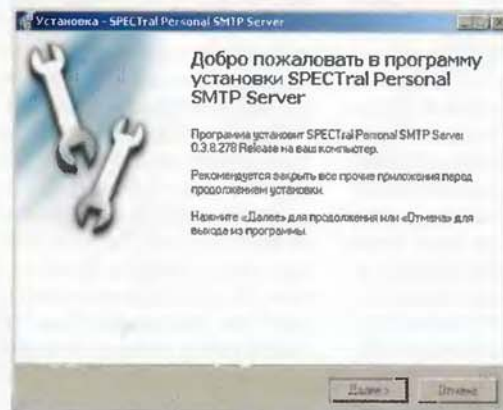 Установка - SPECTral Personal SMTP Server
Добро пожаловать в программу
установки SPECTral Personal
SMTP Server
Программа установит SPECTral Personal SMTP Server
0.3.8.278 Release на ваш компьютер.
Рекомендуется закрыть все прочие приложения перед
продолжением установки.
Нажмите «Далее» для продолжения или «Отмена» для
выхода из программы.
Далее >
Отмена